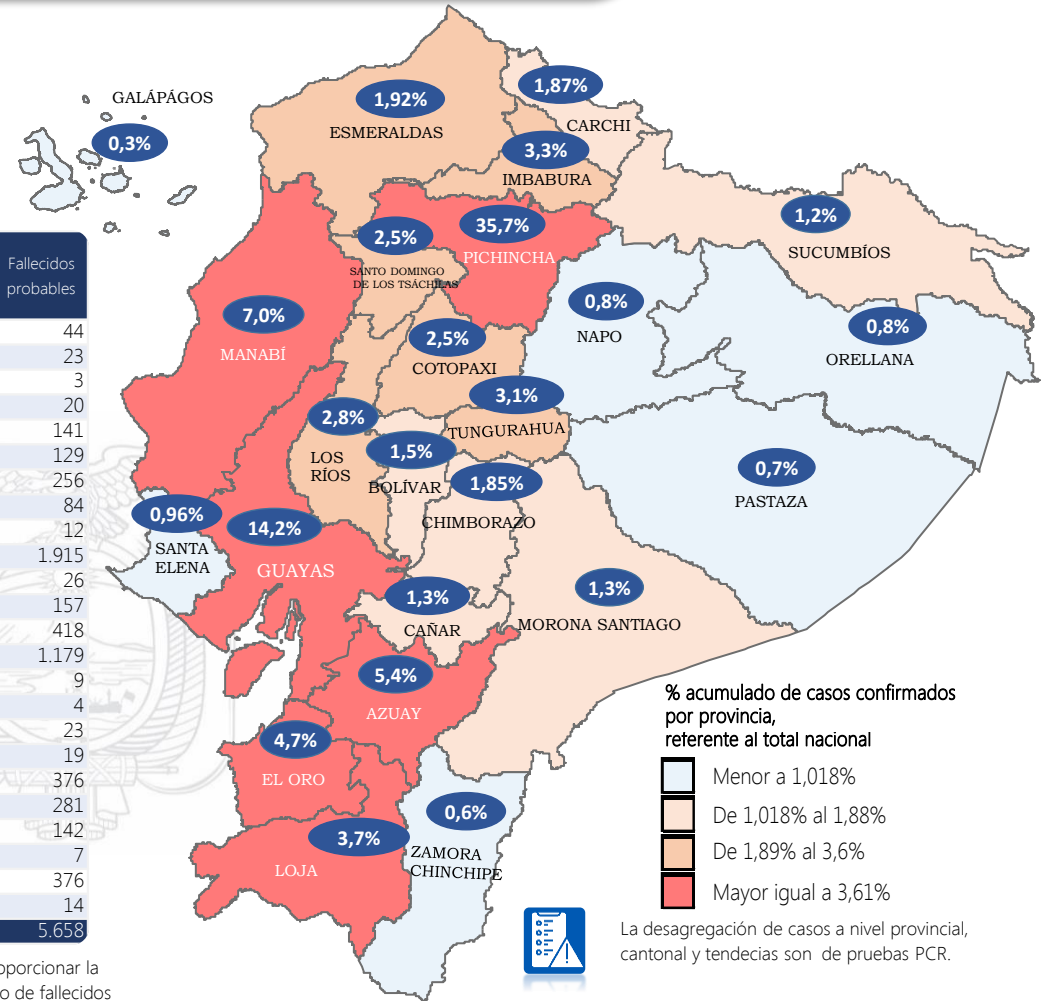 GALÁPÁGOS
0,3%
1,92%
ESMERALDAS
1,87%
CARCHI
3,3%
IMBABURA
1,2%
SUCUMBÍOS
35,7%
PICHINCHA
2,5%
SANTO DOMINGO
DE LOS TSÁCHILAS
7,0%
MANABÍ
0,8%
NAPO
0,8%
ORELLANA
2,5%
COTOPAXI
3,1%
TUNGURAHUA
2,8%
LOS
RÍOS
1,5%
BOLÍVAR
1,85%
CHIMBORAZO
0,7%
PASTAZA
0,96%
SANTA
ELENA
14,2%
GUAYAS
1,3%
CAÑAR
1,3%
MORONA SANTIAGO
5,4%
AZUAY
4,7%
EL ORO
3,7%
LOJA
0,6%
ZAMORA
CHINCHIPE
Fallecidos
probables
44
23
3
20
141
129
256
84
12
1.915
26
157
418
1.179
9
4
23
19
376
281
142
7
376
14
5.658
oporcionar la
o de fallecidos
% acumulado de casos confirmados
por provincia,
referente al total nacional
Menor a 1,018%
De 1,018% al 1,88%
De 1,89% al 3,6%
Mayor igual a 3,61%
La desagregación de casos a nivel provincial,
cantonal y tendecias son de pruebas PCR.